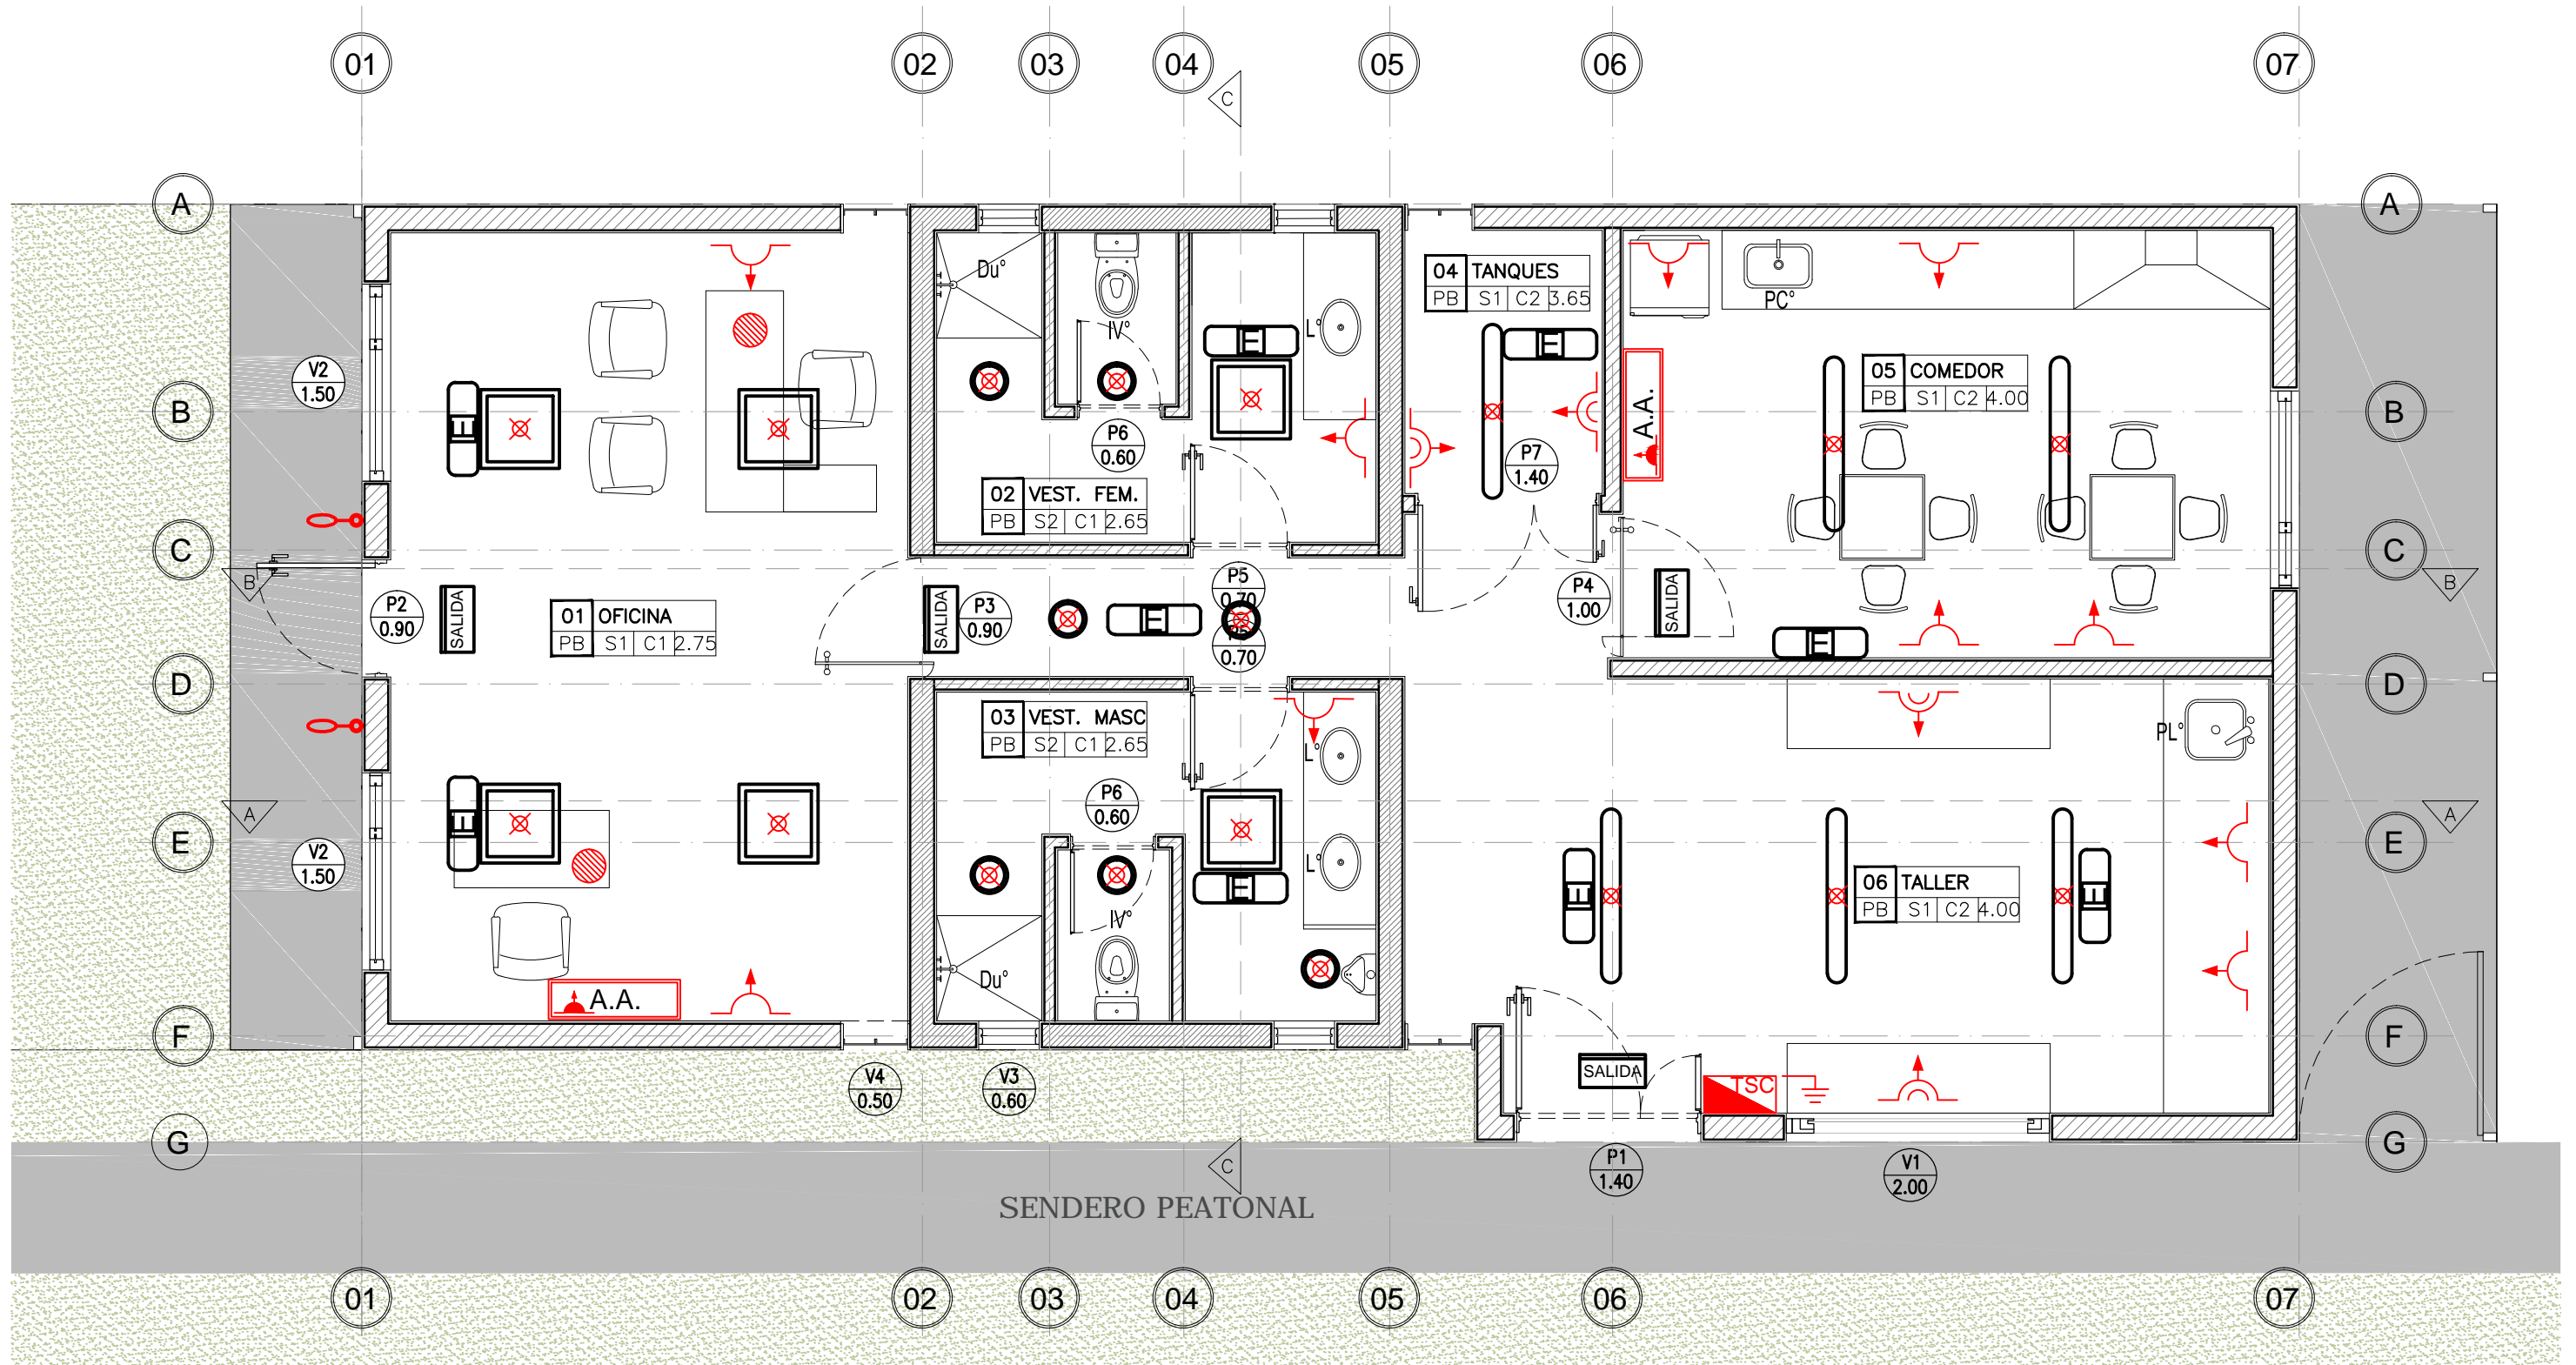 01 02 03 04 05 06 07
C
A A
Du° IV° L° PC°
04 TANQUES
PB S1 C2 3.65
05 COMEDOR
PB S1 C2 4.00
V2
1.50
B B
A.A.
E E E E
P6
0.60
P7
1.40
02 VEST. FEM.
PB S2 C1 2.65
C C
B B
P2
0.90
SALIDA
01 OFICINA
PB S1 C1 2.75
SALIDA
P3
0.90
E
P5
0.70
0.70
P4
1.00
SALIDA
E
D D
03 VEST. MASC
PB S2 C1 2.65
L°
PL°
P6
0.60
A A
E E
E E E E
V2
1.50
L°
IV°
06 TALLER
PB S1 C2 4.00
Du°
A.A.
F F
SALIDA
TSC
V4
0.50
V3
0.60
G G
P1
1.40
V1
2.00
C
SENDERO PEATONAL
01 02 03 04 05 06 07